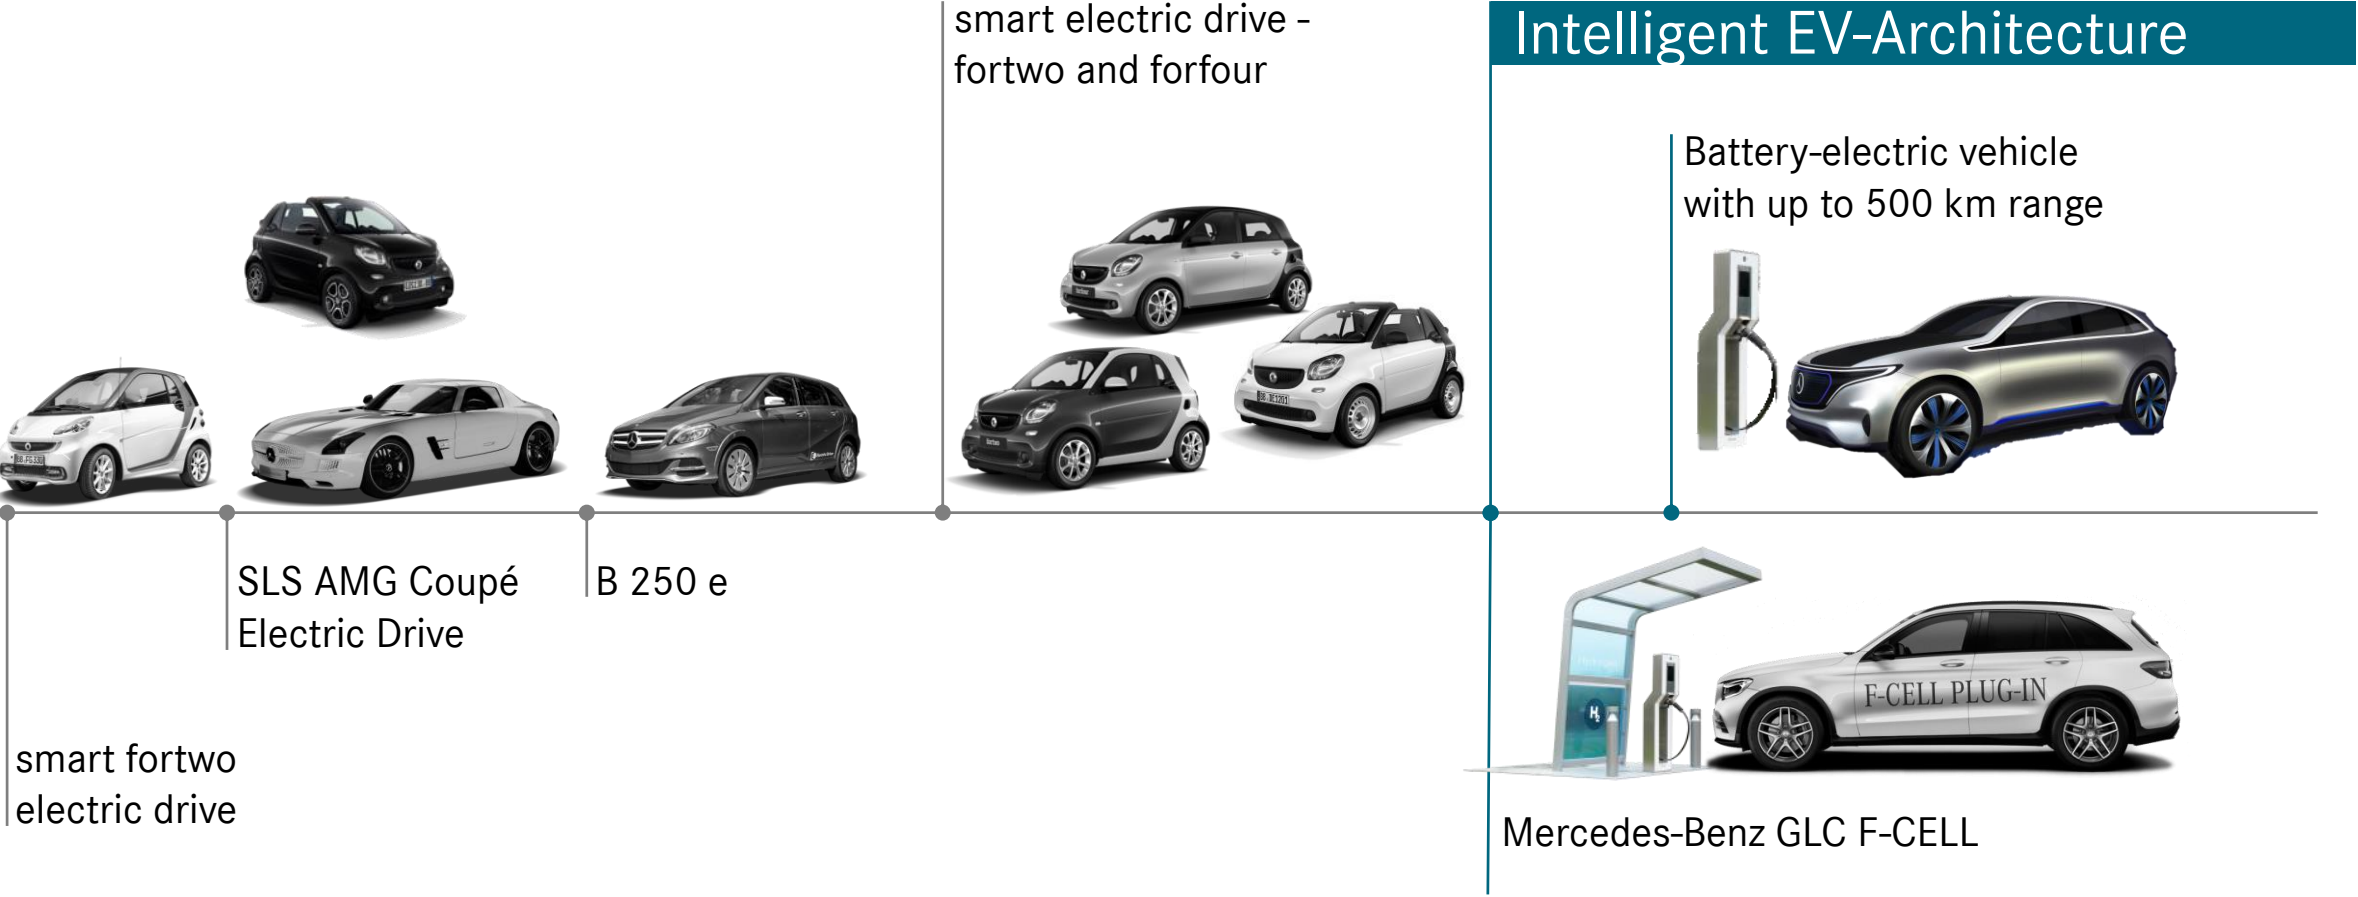 smart electric drive -
fortwo and forfour
Intelligent EV-Architecture
Battery-electric vehicle
with up to 500 km range
SLS AMG Coupé
Electric Drive
B 250 e
smart fortwo
electric drive
H2
F-CELL PLUG-IN
Mercedes-Benz GLC F-CELL